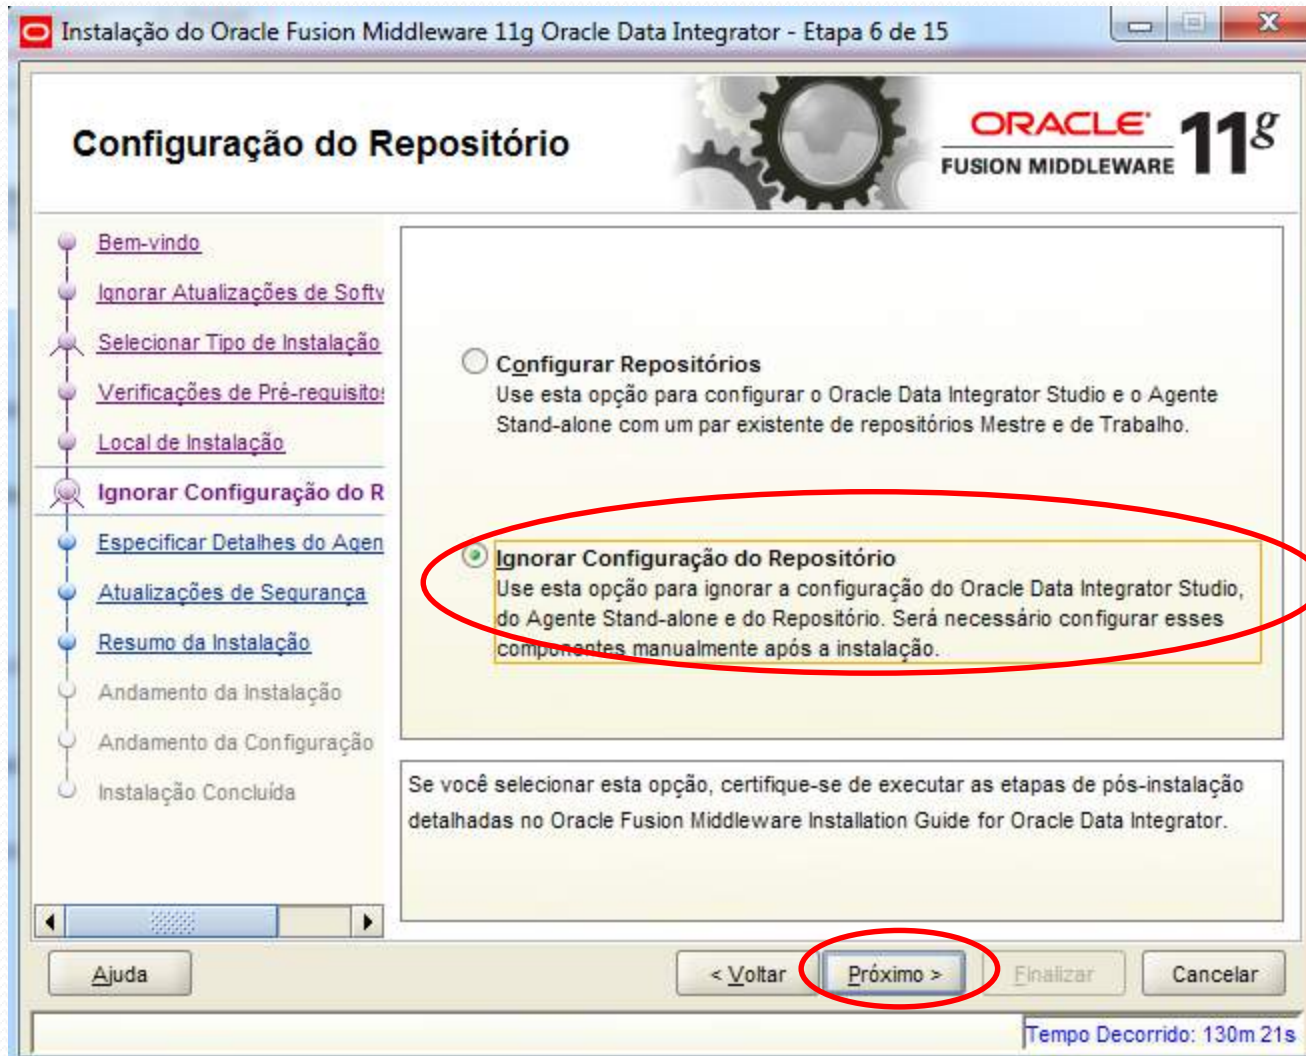 Instalação do Oracle Fusion Middleware 11g Oracle Data Integrator - Etapa 6 de 15
Configuração do Repositório
ORACLE
FUSION MIDDLEWARE 11g
Bem-vindo
Ignorar Atualizações de Softv
Selecionar Tipo de Instalação
Verificações de Pré-requisito
Local de Instalação
Ignorar Configuração do R
Especificar Detalhes do Agen
Atualizações de Segurança
Resumo da Instalação
Andamento da Instalação
Andamento da Configuração
Instalação Concluída
Configurar Repositórios
Use esta opção para configurar o Oracle Data Integrator Studio e o Agente
Stand-alone com um par existente de repositórios Mestre e de Trabalho.
Ignorar Configuração do Repositório
Use esta opção para ignorar a configuração do Oracle Data Integrator Studio,
do Agente Stand-alone e do Repositório. Será necessário configurar esses
componentes manualmente após a instalação.
Se você selecionar esta opção, certifique-se de executar as etapas de pós-instalação
detalhadas no Oracle Fusion Middleware Installation Guide for Oracle Data Integrator.
Ajuda
< Voltar
Próximo >
Finalizar
Cancelar
Tempo Decorrido: 130m 21s